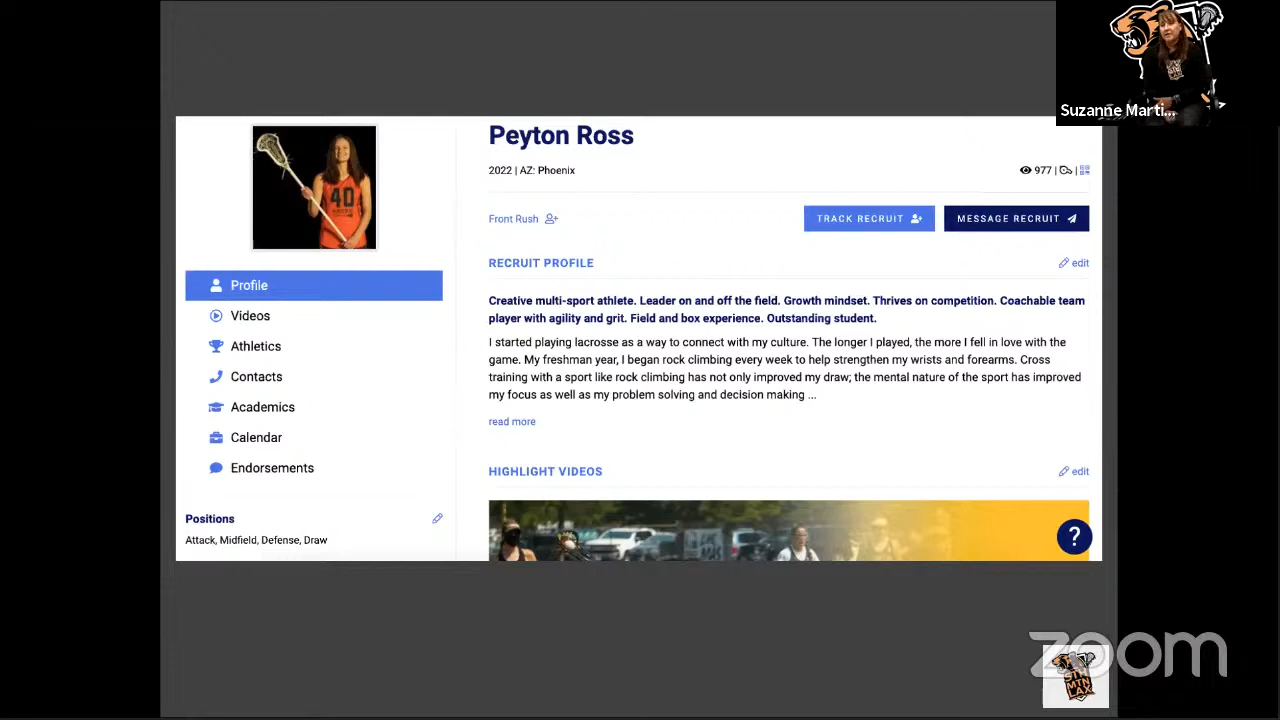 Suzanne Marti...
Peyton Ross
2022 | AZ: Phoenix
977 | |
Front Rush
TRACK RECRUIT
MESSAGE RECRUIT
40
Profile
Videos
Athletics
Contacts
Academics
Calendar
Endorsements
Positions
Attack, Midfield, Defense, Draw
RECRUIT PROFILE
edit
Creative multi-sport athlete. Leader on and off the field. Growth mindset. Thrives on competition. Coachable team
player with agility and grit. Field and box experience. Outstanding student.
I started playing lacrosse as a way to connect with my culture. The longer I played, the more I fell in love with the
game. My freshman year, I began rock climbing every week to help strengthen my wrists and forearms. Cross
training with a sport like rock climbing has not only improved my draw; the mental nature of the sport has improved
my focus as well as my problem solving and decision making ...
read more
HIGHLIGHT VIDEOS
edit
?
zoom
STH
MTN
LAX